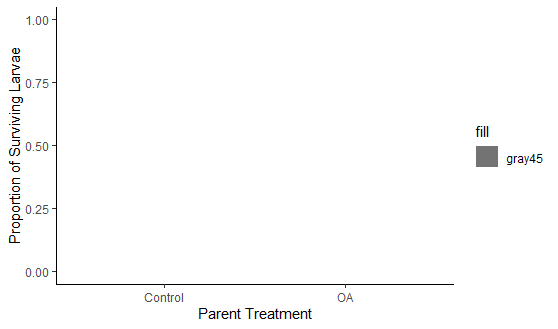 1.00
0.75
0.50
0.25
0.00
Proportion of Surviving Larvae
Control
OA
Parent Treatment
fill
gray45